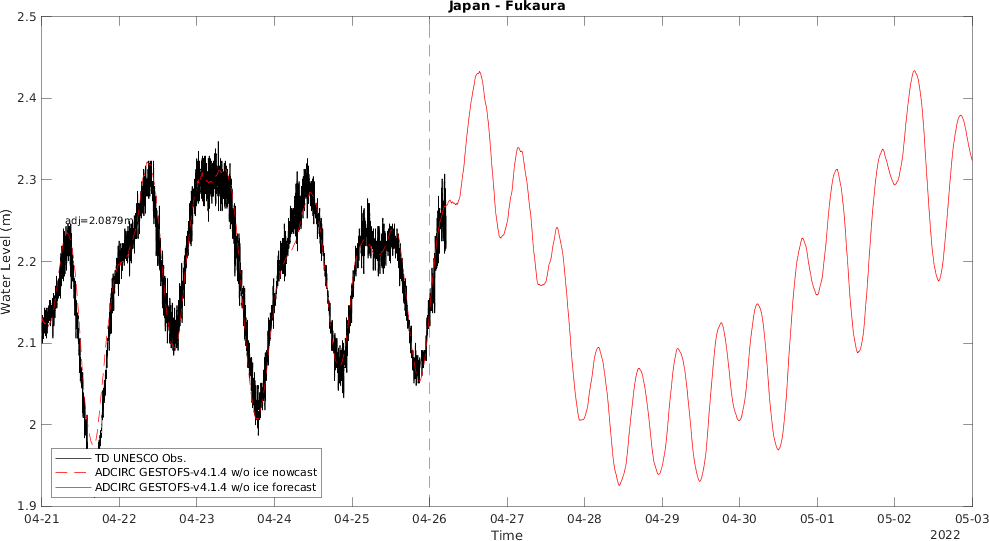 Japan - Fukaura
2.5
2.4
2.3
2.2
2.1
2
1.9
Water Level (m)
adj=2.0879m
TD UNESCO Obs.
ADCIRC GESTOFS-v4.1.4 w/o ice nowcast
ADCIRC GESTOFS-v4.1.4 w/o ice forecast
04-21 04-22 04-23 04-24 04-25 04-26 04-27 04-28 04-29 04-30 05-01 05-02 05-03
Time
2022